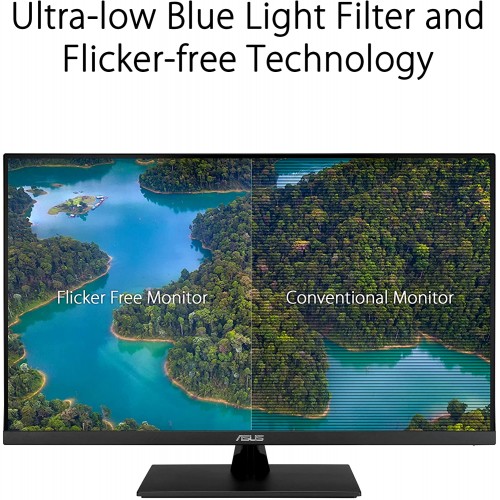 Ultra-low Blue Light Filter and
Flicker-free Technology
Flicker Free Monitor
Conventional Monitor
ASUS